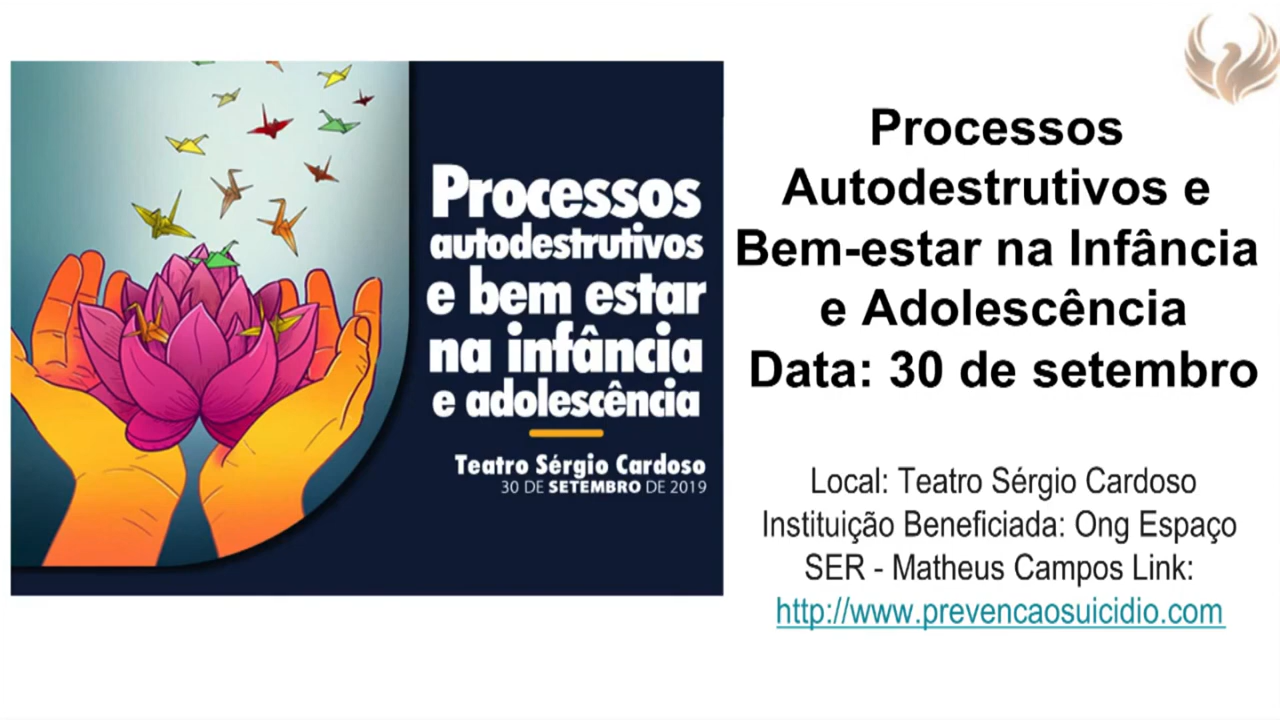 Processos
autodestrutivos
e bem estar
na infância
e adolescência
Teatro Sérgio Cardoso
30 DE SETEMBRO DE 2019
Processos
Autodestrutivos e
Bem-estar na Infância
e Adolescência
Data: 30 de setembro
Local: Teatro Sérgio Cardoso
Instituição Beneficiada: Ong Espaço
SER - Matheus Campos Link:
http://www.prevencaosuicidio.com